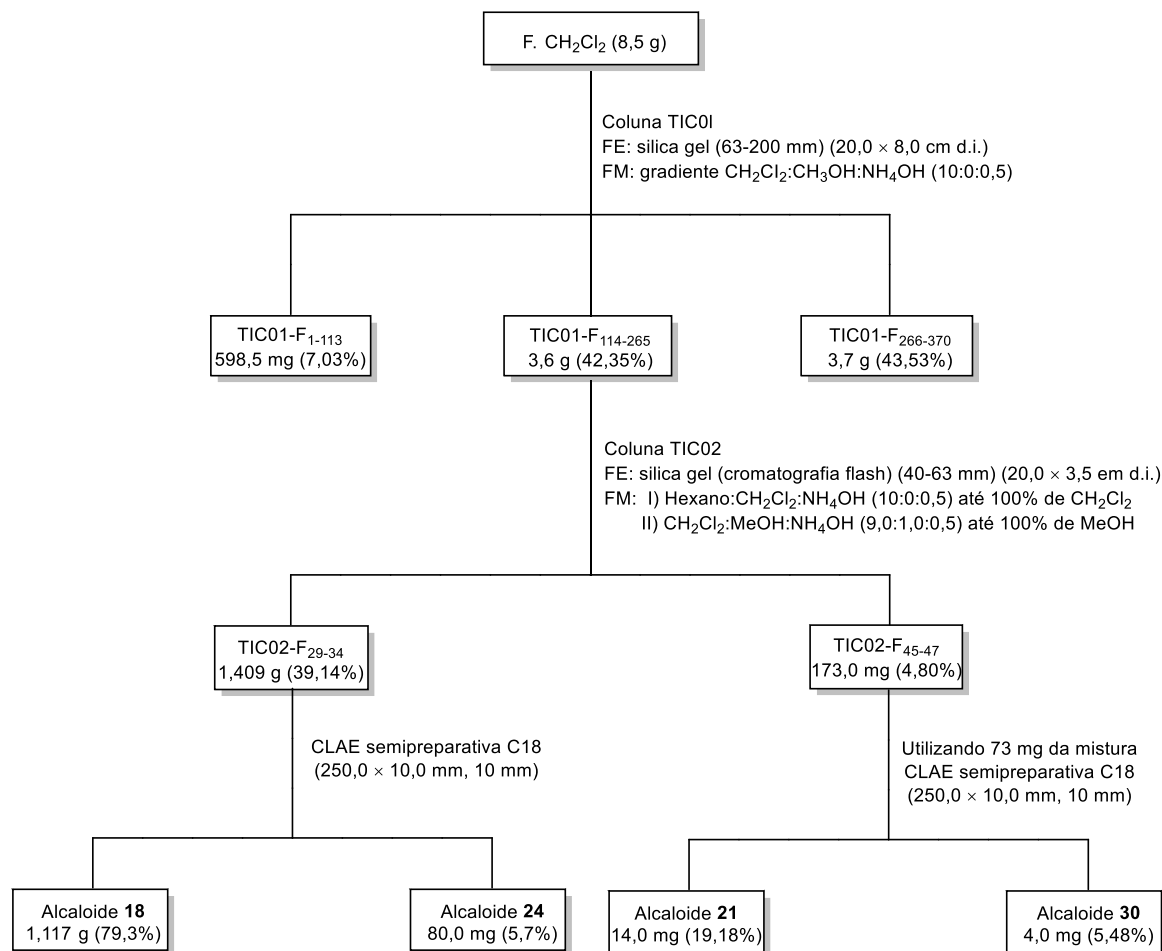 F. CH₂Cl₂ (8,5 g)
Coluna TIC0I
FE: silica gel (63-200 mm) (20,0 × 8,0 cm d.i.)
FM: gradiente CH₂Cl₂:CH₃OH:NH₄OH (10:0:0,5)
TIC01-F₁₋₁₁₃
598,5 mg (7,03%)
TIC01-F₁₁₄₋₂₆₅
3,6 g (42,35%)
TIC01-F₂₆₆₋₃₇₀
3,7 g (43,53%)
Coluna TIC02
FE: silica gel (cromatografia flash) (40-63 mm) (20,0 × 3,5 em d.i.)
FM: I) Hexano:CH₂Cl₂:NH₄OH (10:0:0,5) até 100% de CH₂Cl₂
II) CH₂Cl₂:MeOH:NH₄OH (9,0:1,0:0,5) até 100% de MeOH
TIC02-F₂₉₋₃₄
1,409 g (39,14%)
TIC02-F₄₅₋₄₇
173,0 mg (4,80%)
CLAE semipreparativa C18
(250,0 × 10,0 mm, 10 mm)
Utilizando 73 mg da mistura
CLAE semipreparativa C18
(250,0 × 10,0 mm, 10 mm)
Alcaloide 18
1,117 g (79,3%)
Alcaloide 24
80,0 mg (5,7%)
Alcaloide 21
14,0 mg (19,18%)
Alcaloide 30
4,0 mg (5,48%)